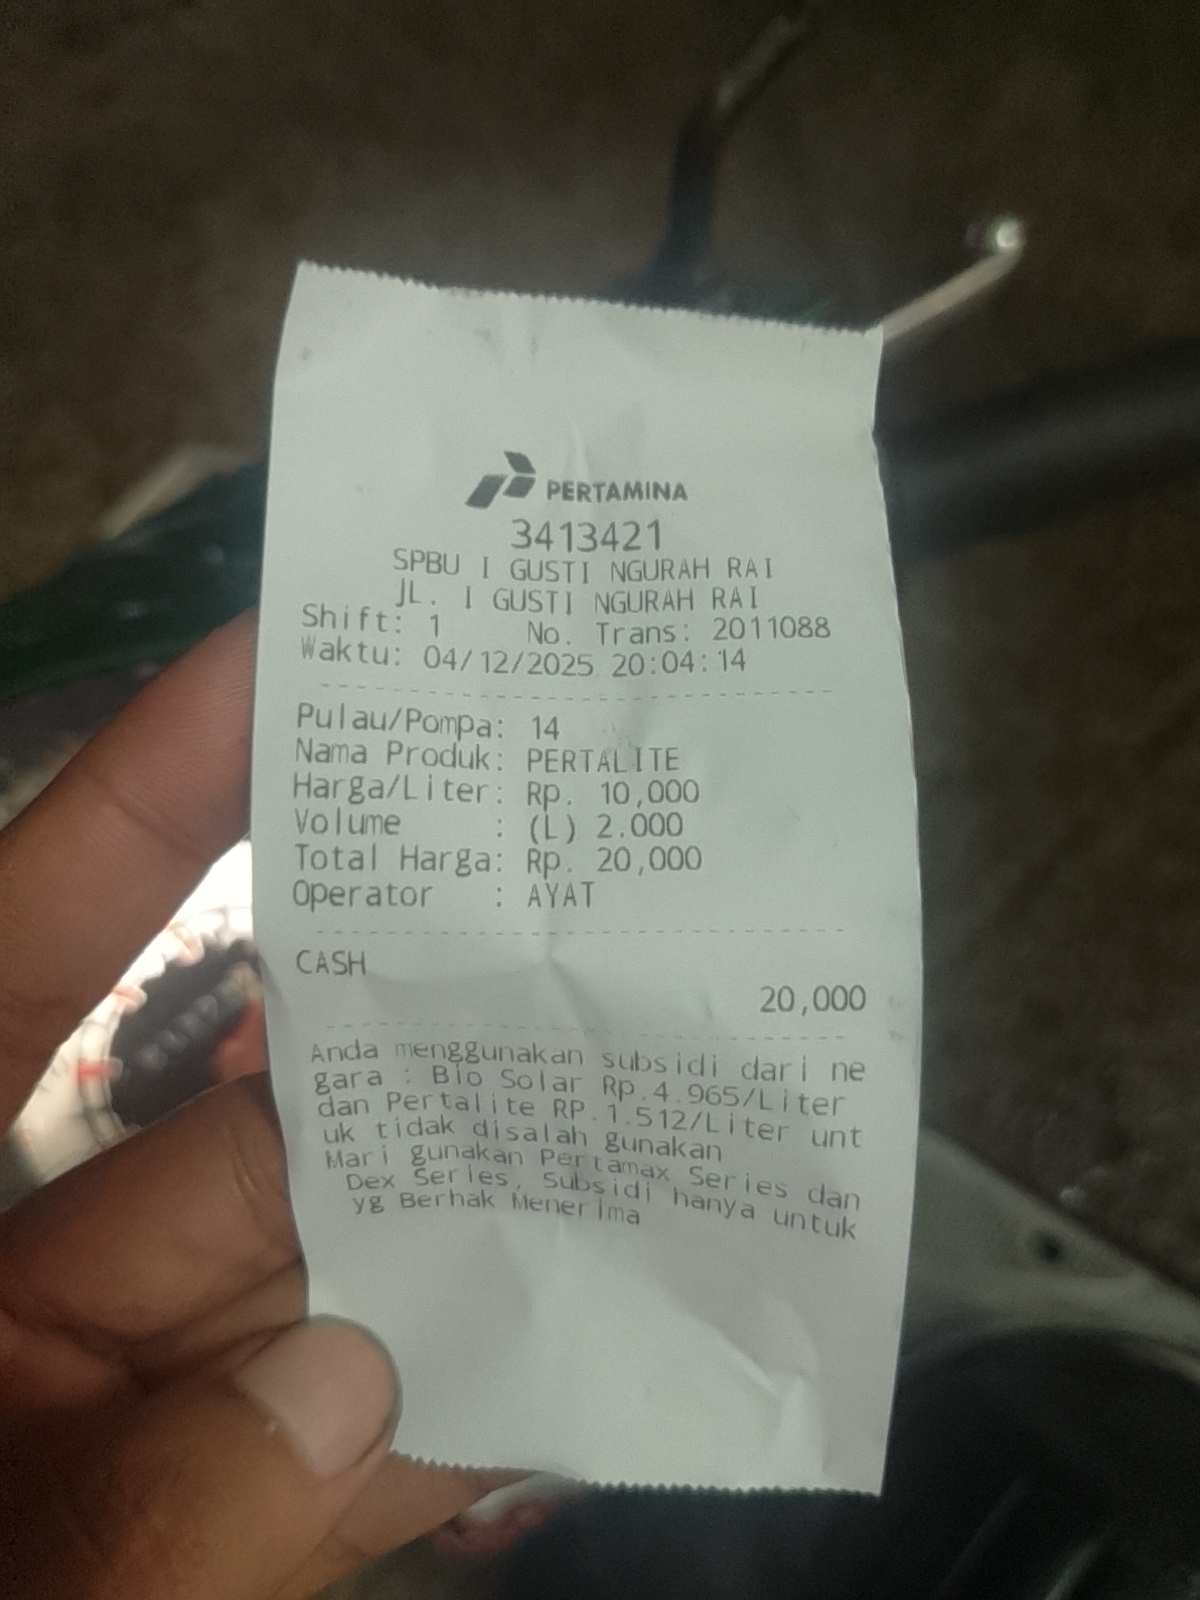 PERTAMINA
3413421
SPBU I GUSTI NGURAH RAI
JL. I GUSTI NGURAH RAI
Shift: 1 No. Trans: 2011088
Waktu: 04/12/2025 20:04:14
Pulau/Pompa: 14
Nama Produk: PERTALITE
Harga/Liter: Rp. 10,000
Volume : (L) 2.000
Total Harga: Rp. 20,000
Operator : AYAT
CASH
20,000
Anda menggunakan subsidi dari ne
gara : Bio Solar Rp.4.965/Liter
dan Pertalite RP.1.512/Liter unt
uk tidak disalah gunakan
Mari gunakan Pertamax Series dan
Dex Series, Subsidi hanya untuk
yg Berhak Menerima